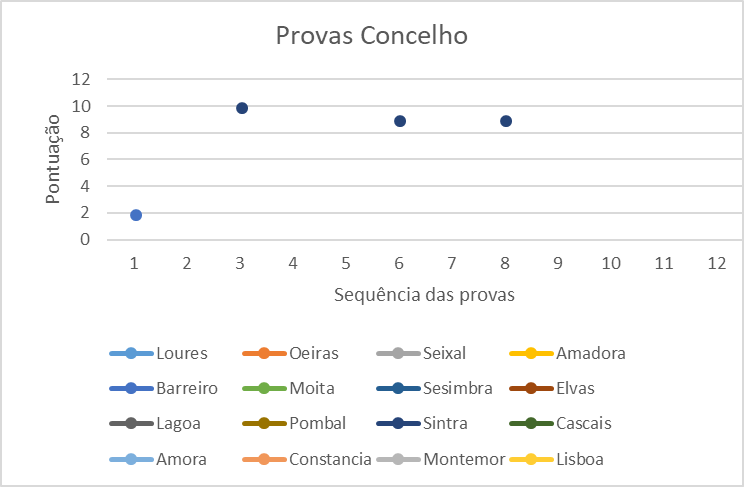 Provas Concelho
12
10
8
6
4
2
0
Pontuação
1 2 3 4 5 6 7 8 9 10 11 12
Sequência das provas
Loures Oeiras Seixal Amadora
Barreiro Moita Sesimbra Elvas
Lagoa Pombal Sintra Cascais
Amora Constancia Montemor Lisboa